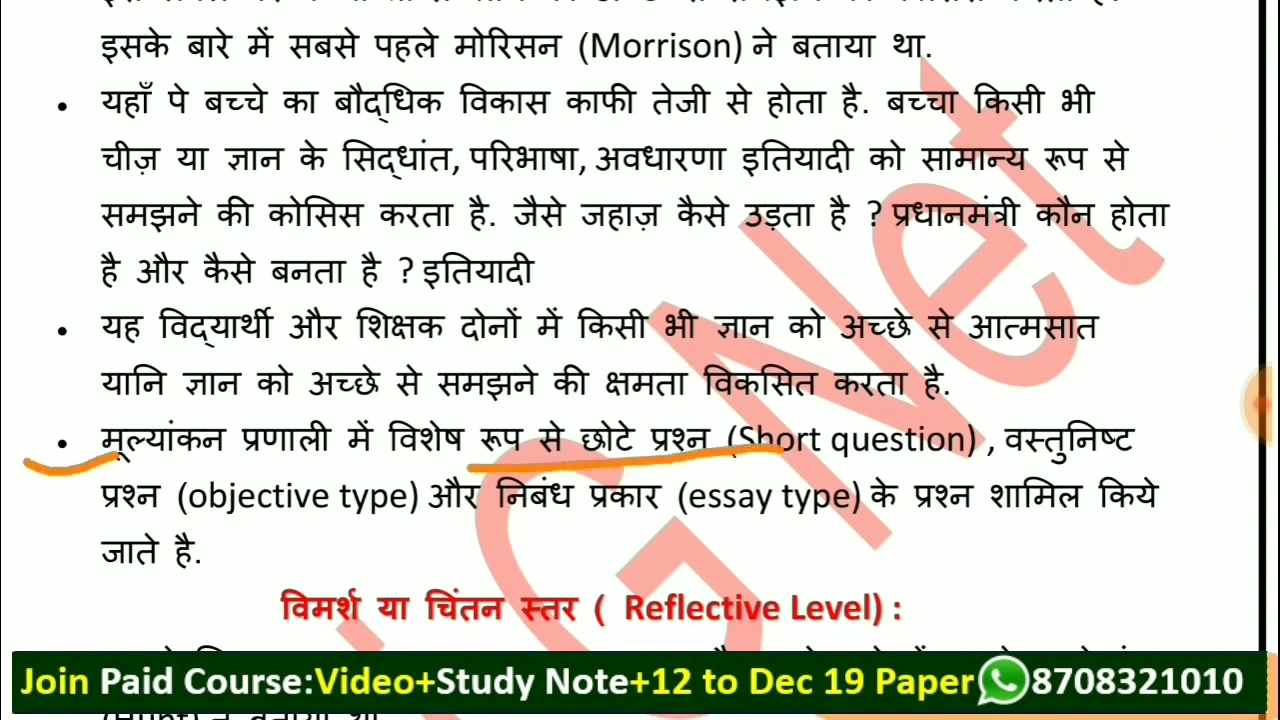 इसके बारे में सबसे पहले मोरिसन (Morrison) ने बताया था.
• यहाँ पे बच्चे का बौद्धिक विकास काफी तेजी से होता है. बच्चा किसी भी
चीज़ या ज्ञान के सिद्धांत, परिभाषा, अवधारणा इतियादी को सामान्य रूप से
समझने की कोसिस करता है. जैसे जहाज़ कैसे उड़ता है ? प्रधानमंत्री कौन होता
है और कैसे बनता है ? इतियादी
• यह विद्यार्थी और शिक्षक दोनों में किसी भी ज्ञान को अच्छे से आत्मसात
यानि ज्ञान को अच्छे से समझने की क्षमता विकसित करता है.
• मूल्यांकन प्रणाली में विशेष रूप से छोटे प्रश्न (Short question) , वस्तुनिष्ट
प्रश्न (objective type) और निबंध प्रकार (essay type) के प्रश्न शामिल किये
जाते है.
विमर्श या चिंतन स्तर ( Reflective Level) :
Join Paid Course:Video+Study Note+12 to Dec 19 Paper 8708321010